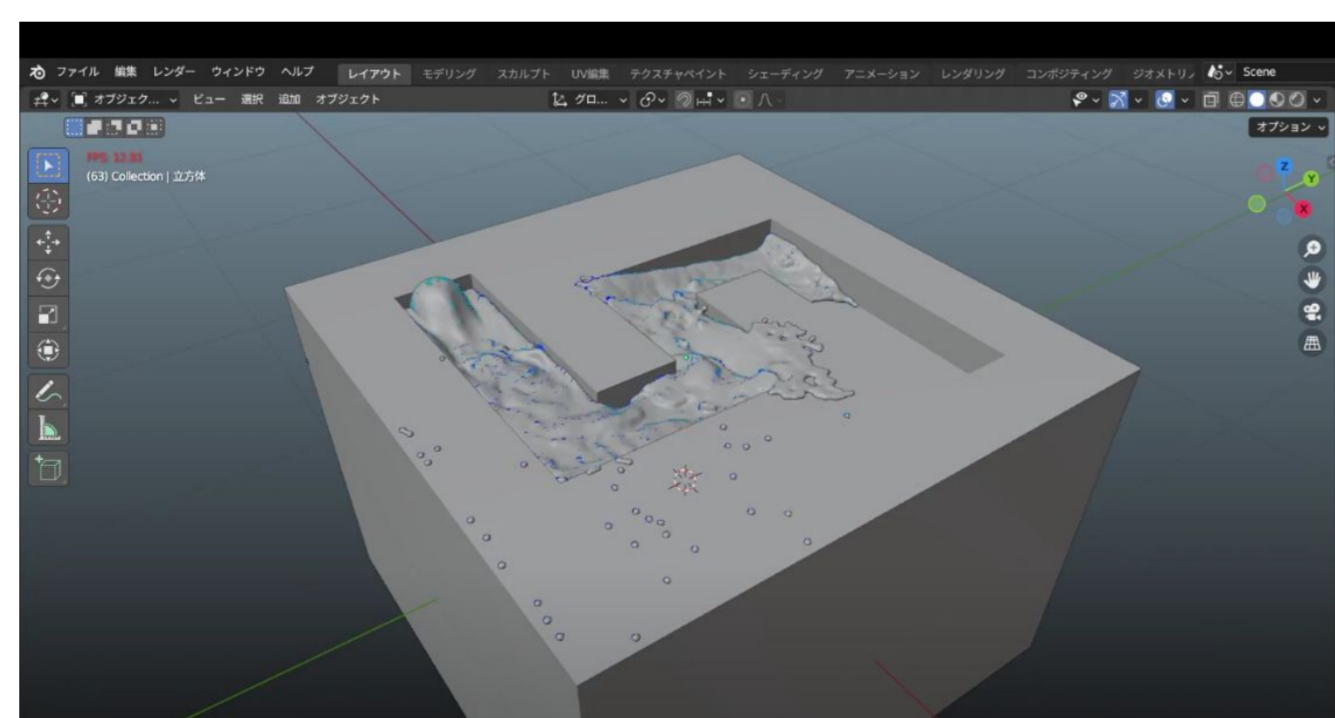 ファイル 編集 レンダー ウィンドウ ヘルプ レイアウト モデリング スカルプト UV編集 テクスチャペイント シェーディング アニメーション レンダリング コンポジティング ジオメトリノ Scene
オブジェク... ビュー 選択 追加 オブジェクト グロ...
オプション
FPS: 12.81
(63) Collection | 立方体
Z
Y
X